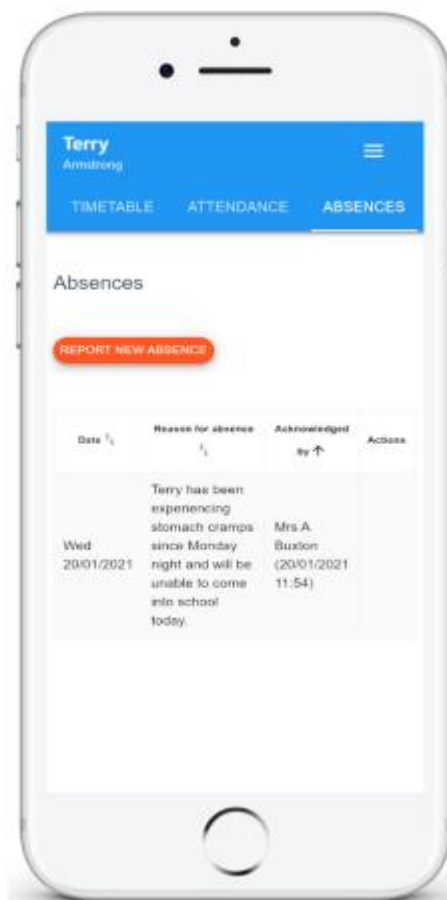 Terry
Armstrong
TIMETABLE ATTENDANCE ABSENCES
Absences
REPORT NEW ABSENCE
Date Reason for absence Acknowledged by Actions
Wed
20/01/2021
Terry has been
experiencing
stomach cramps
since Monday
night and will be
unable to come
into school
today.
Mrs A
Buxton
(20/01/2021
11:54)